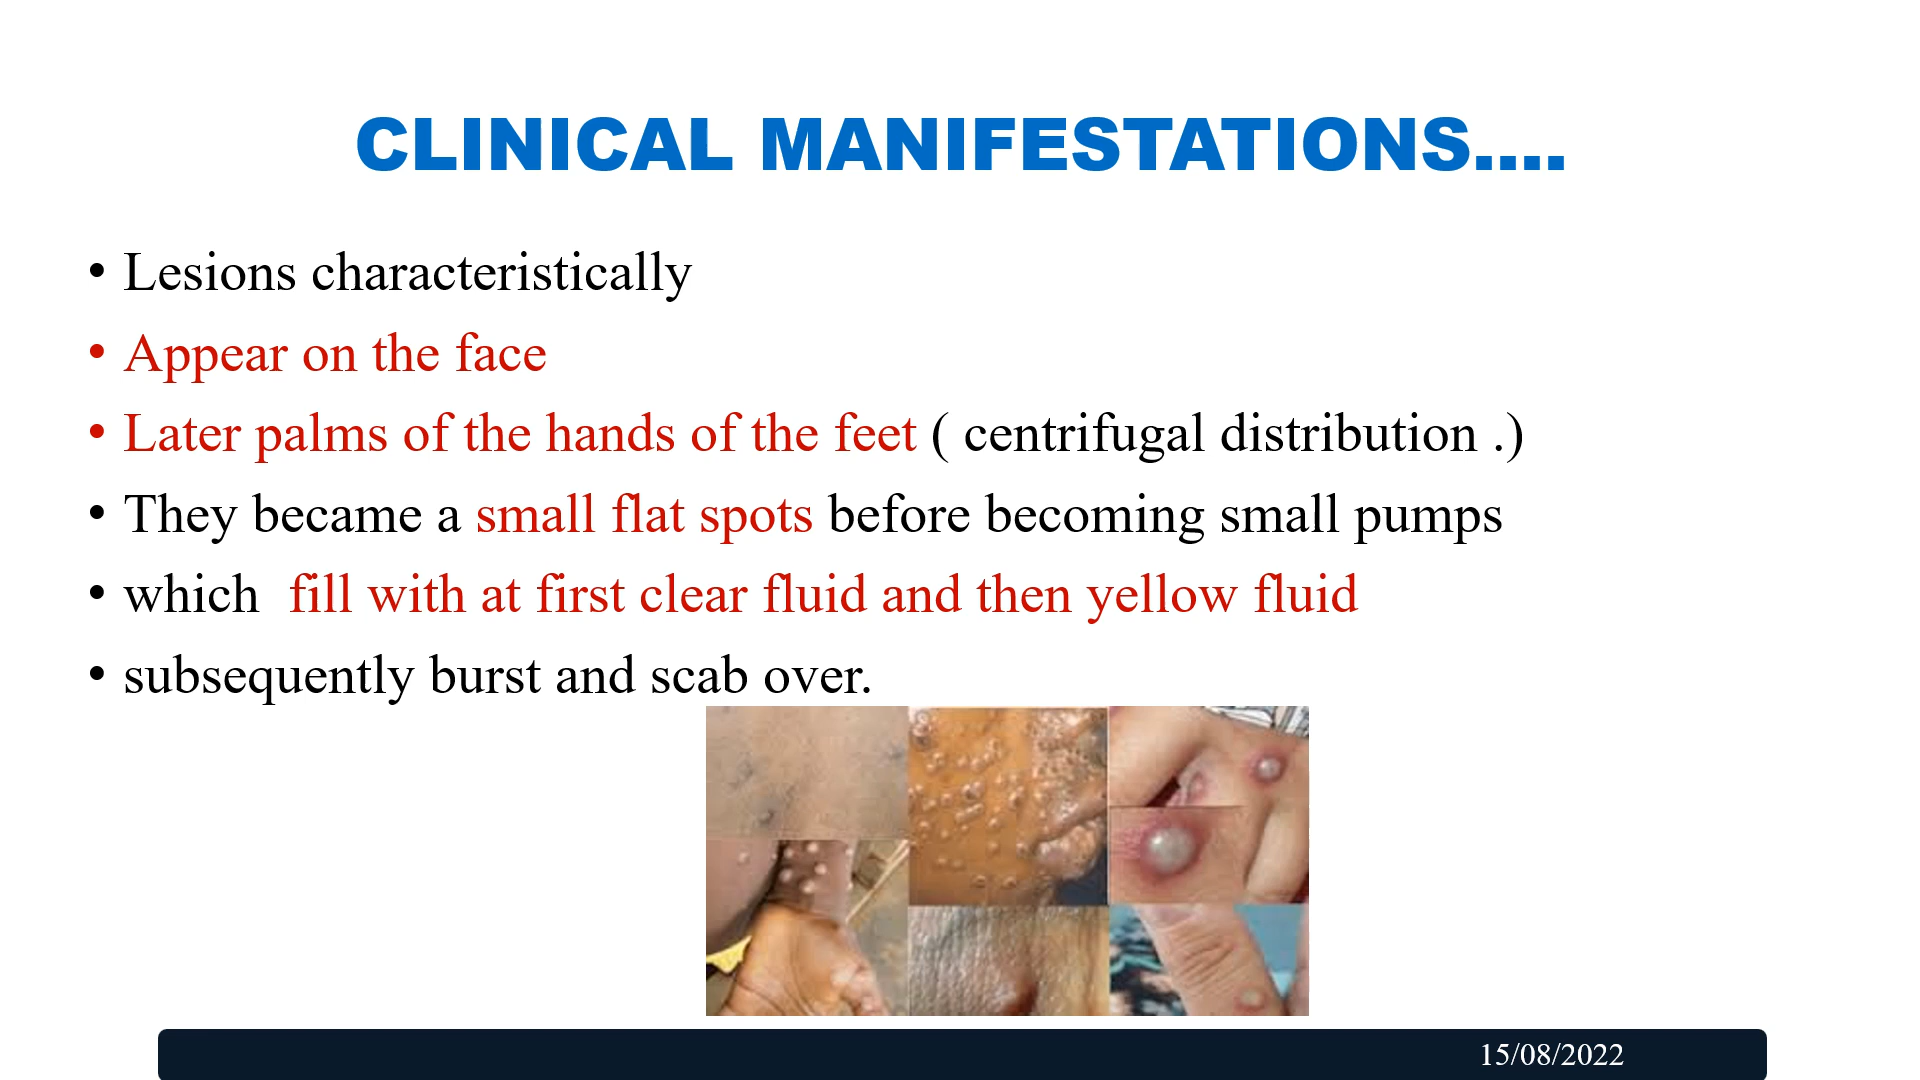 CLINICAL MANIFESTATIONS....
• Lesions characteristically
• Appear on the face
• Later palms of the hands of the feet ( centrifugal distribution .)
• They became a small flat spots before becoming small pumps
• which  fill with at first clear fluid and then yellow fluid
• subsequently burst and scab over.
15/08/2022